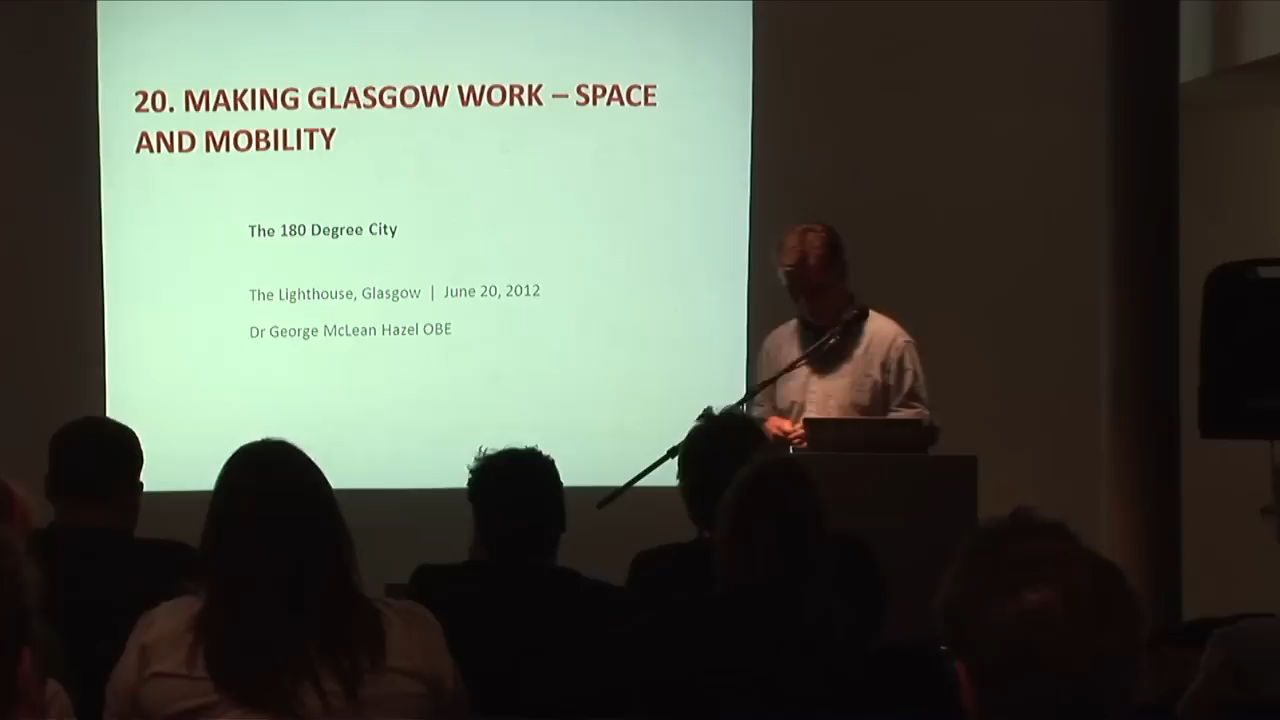 20. MAKING GLASGOW WORK – SPACE
AND MOBILITY
The 180 Degree City
The Lighthouse, Glasgow | June 20, 2012
Dr George McLean Hazel OBE